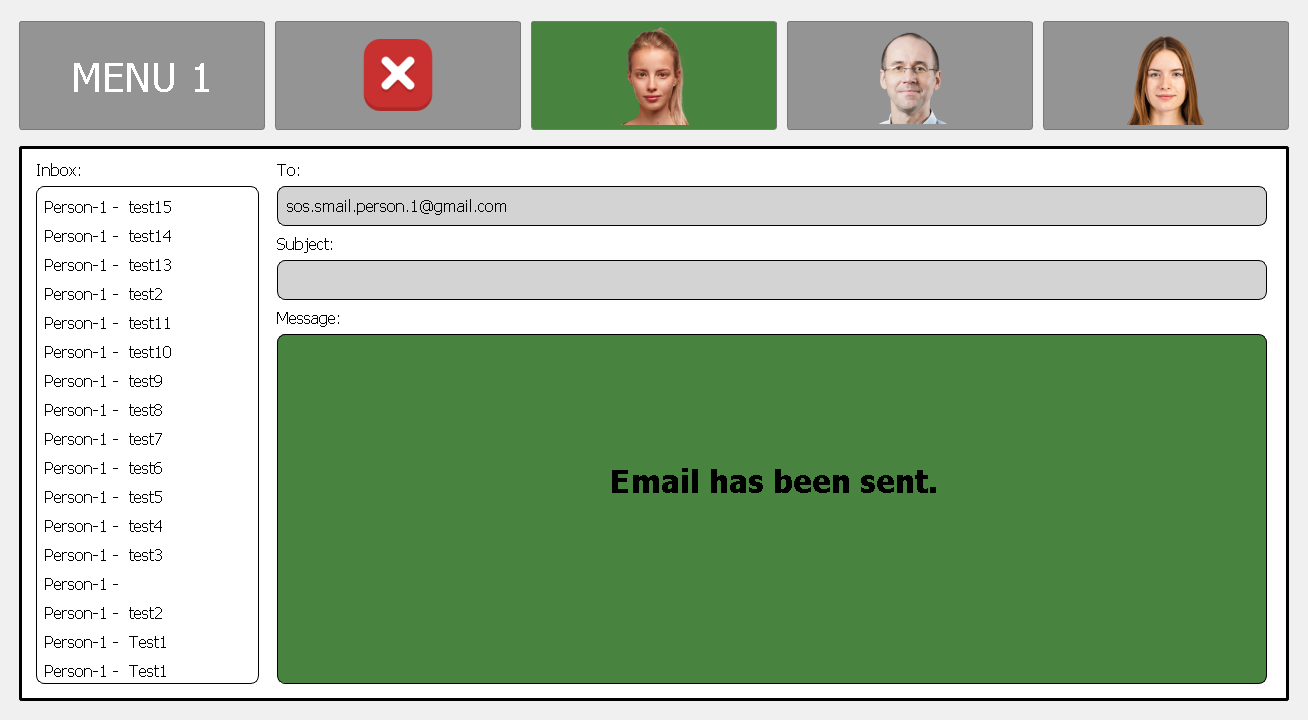 MENU 1
Inbox:
Person-1 - test15
Person-1 - test14
Person-1 - test13
Person-1 - test2
Person-1 - test11
Person-1 - test10
Person-1 - test9
Person-1 - test8
Person-1 - test7
Person-1 - test6
Person-1 - test5
Person-1 - test4
Person-1 - test3
Person-1 -
Person-1 - test2
Person-1 - Test1
Person-1 - Test1
To:
sos.smail.person.1@gmail.com
Subject:
Message:
Email has been sent.